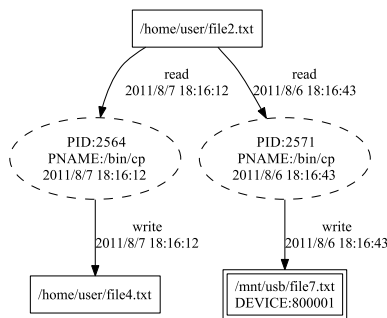 /home/user/file2.txt
read
2011/8/7 18:16:12
read
2011/8/6 18:16:43
PID:2564
PNAME:/bin/cp
2011/8/7 18:16:12
PID:2571
PNAME:/bin/cp
2011/8/6 18:16:43
write
2011/8/7 18:16:12
write
2011/8/6 18:16:43
/home/user/file4.txt
/mnt/usb/file7.txt
DEVICE:800001